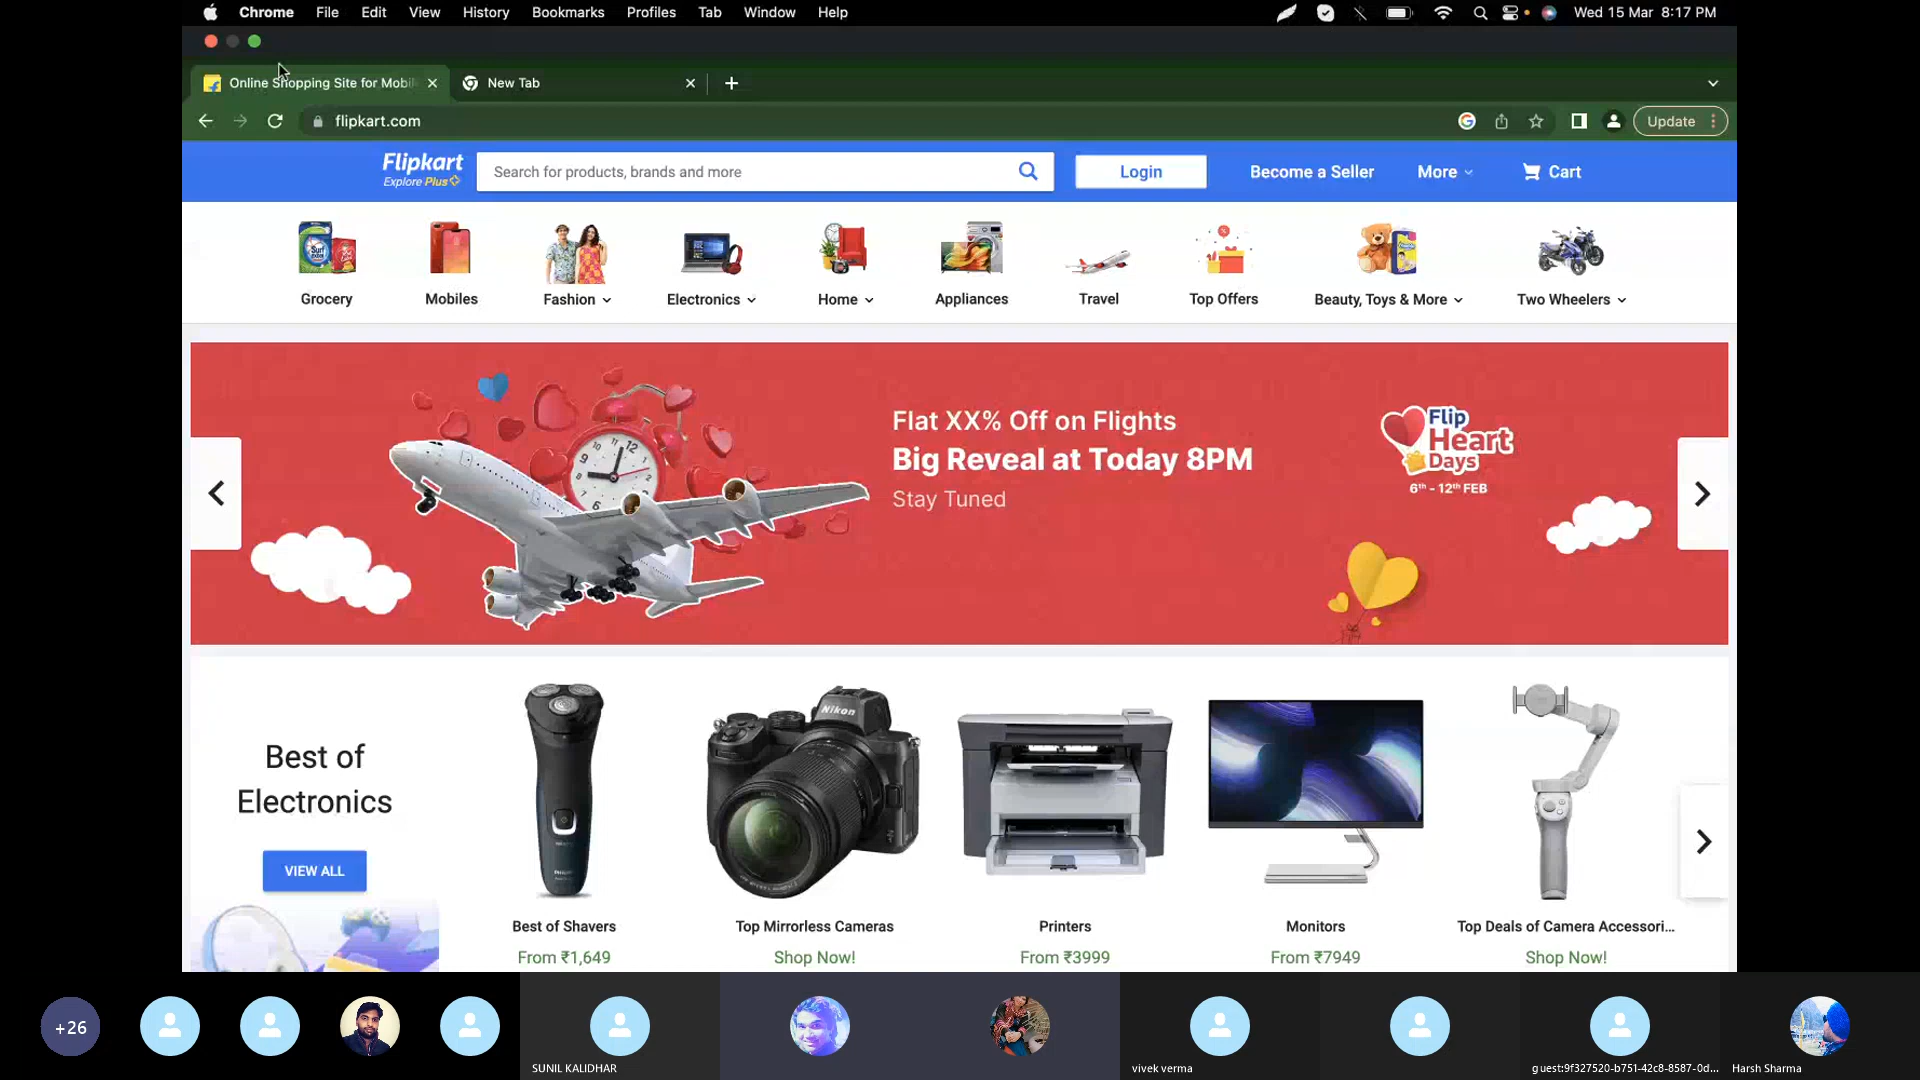 Chrome File Edit View History Bookmarks Profiles Tab Window Help
Wed 15 Mar 8:17 PM
Online Shopping Site for Mobil
New Tab
flipkart.com
Update
Flipkart
Explore Plus
Search for products, brands and more
Login
Become a Seller
More
Cart
Grocery
Mobiles
Fashion
Electronics
Home
Appliances
Travel
Top Offers
Beauty, Toys & More
Two Wheelers
Flat XX% Off on Flights
Big Reveal at Today 8PM
Stay Tuned
Flip
Heart
Days
6th - 12th FEB
Best of
Electronics
VIEW ALL
Nikon
Best of Shavers
From ₹1,649
Top Mirrorless Cameras
Shop Now!
Printers
From ₹3999
Monitors
From ₹7949
Top Deals of Camera Accessori...
Shop Now!
+26
SUNIL KALIDHAR
vivek verma
guest:9f327520-b751-42c8-8587-0d...
Harsh Sharma